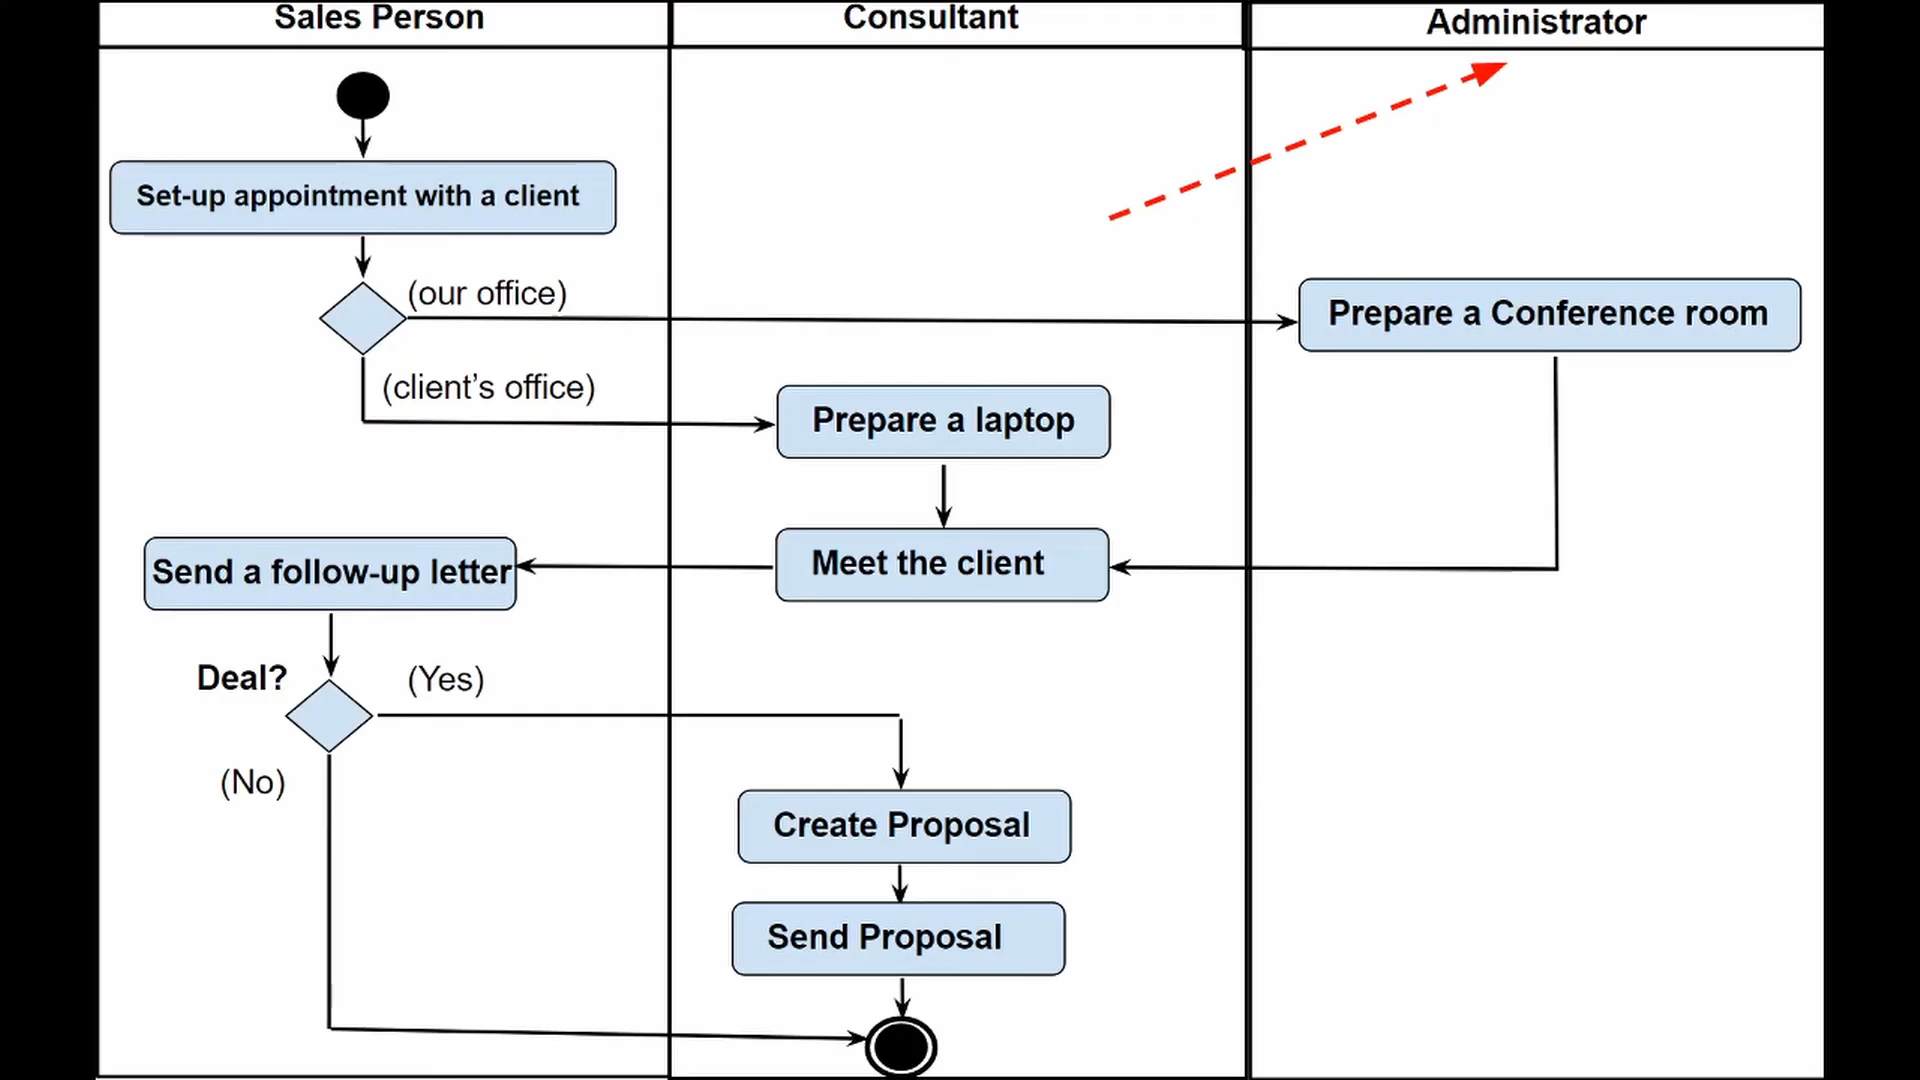 Sales Person
Consultant
Administrator
Set-up appointment with a client
(our office)
Prepare a Conference room
(client's office)
Prepare a laptop
Send a follow-up letter
Meet the client
Deal?
(Yes)
(No)
Create Proposal
Send Proposal